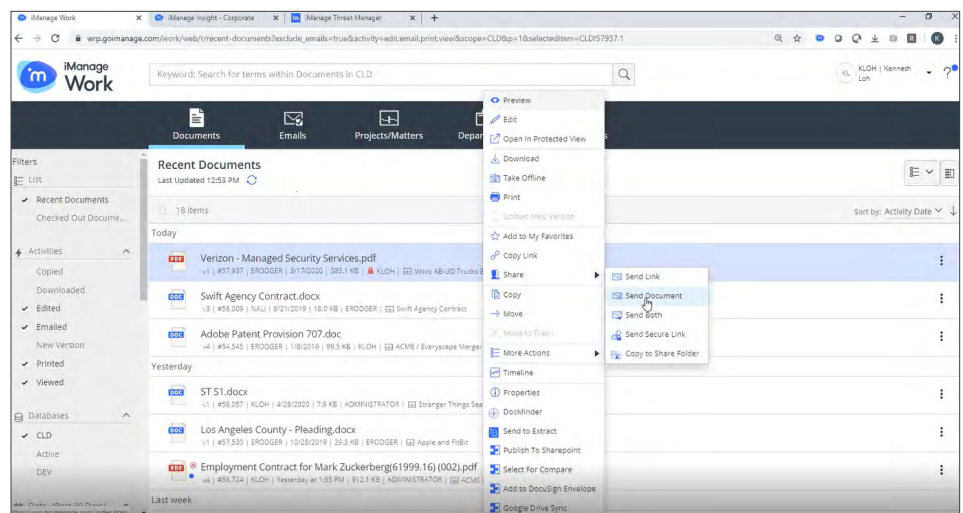 iManage Work
iManage Insight - Corporate
iManage Threat Manager
wrp.goimanage.com/work/web/r/recent-documents?exclude_emails=true&activity=edit,email,print,view&scope=CLD&p=1&selectedItem=CLD!57937.1
iManage
Work
Keyword: Search for terms within Documents in CLD
KL
KLOH | Kenneth
Loh
Documents
Emails
Projects/Matters
Depar
s
Filters
List
Recent Documents
Checked Out Docume...
Activities
Copied
Downloaded
Edited
Emailed
New Version
Printed
Viewed
Databases
CLD
Active
DEV
Recent Documents
Last Updated 12:53 PM
18 items
Sort by: Activity Date
Today
Verizon - Managed Security Services.pdf
v1 | #57,937 | ERODGER | 3/17/2020 | 383.1 KB | KLOH | Volvo AB-UD Trucks
Swift Agency Contract.docx
v3 | #56,009 | NALI | 8/21/2019 | 18.0 KB | ERODGER | Swift Agency Contract
Adobe Patent Provision 707.doc
v4 | #54,545 | ERODGER | 1/8/2019 | 99.5 KB | KLOH | ACME / Everyscape Merger
Yesterday
ST S1.docx
v1 | #58,057 | KLOH | 4/28/2020 | 7.9 KB | ADMINISTRATOR | Stranger Things Sea
Los Angeles County - Pleading.docx
v1 | #57,530 | ERODGER | 10/28/2019 | 29.3 KB | ERODGER | Apple and FitBit
Employment Contract for Mark Zuckerberg(61999.16) (002).pdf
v4 | #56,724 | KLOH | Yesterday at 1:35 PM | 912.1 KB | ADMINISTRATOR | ACME
Last week
Preview
Edit
Open In Protected View
Download
Take Offline
Print
Upload New Version
Add to My Favorites
Copy Link
Share
Copy
Move
Move to Trash
More Actions
Timeline
Properties
DocMinder
Send to Extract
Publish To Sharepoint
Select For Compare
Add to DocuSign Envelope
Google Drive Sync
Send Link
Send Document
Send Both
Send Secure Link
Copy to Share Folder